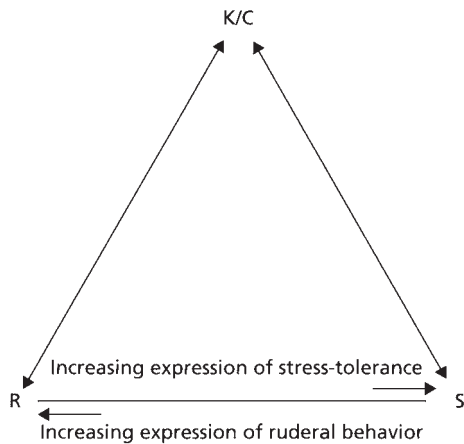 K/C
Increasing expression of stress-tolerance
R
S
Increasing expression of ruderal behavior